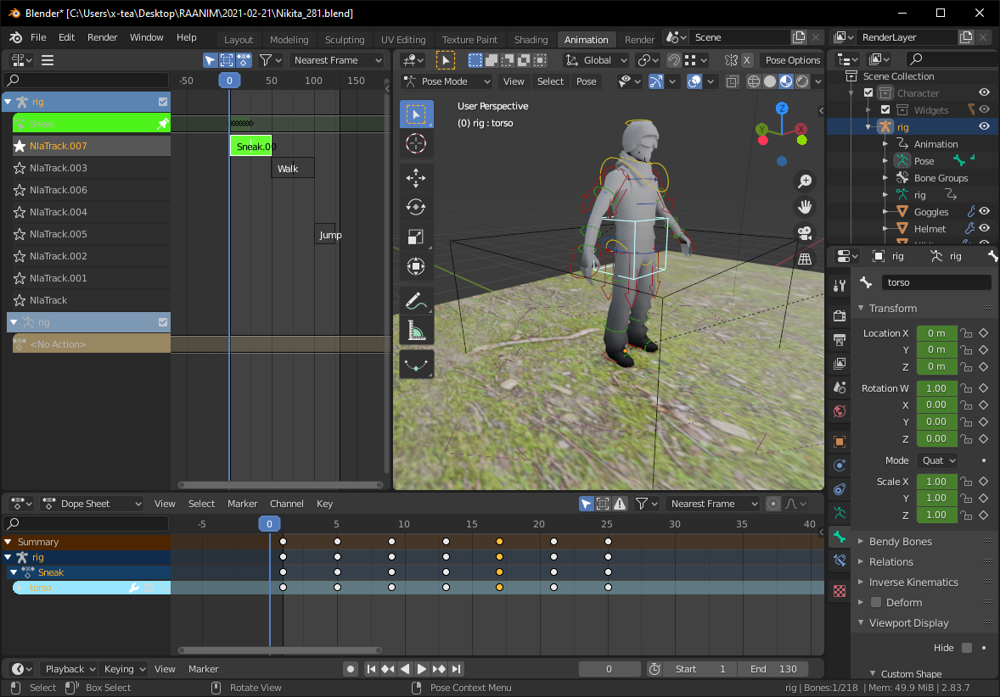 Blender* [C:\Users\x-tea\Desktop\RAANIM\2021-02-21\Nikita_281.blend]
File Edit Render Window Help Layout Modeling Sculpting UV Editing Texture Paint Shading Animation Render Scene RenderLayer
Nearest Frame Global X Pose Options
-50 0 50 100 150
Pose Mode View Select Pose
Scene Collection
Character
Widgets
rig
Animation
Pose
Bone Groups
rig
Goggles
Helmet
rig
Sneak
NlaTrack.007
NlaTrack.003
NlaTrack.006
NlaTrack.004
NlaTrack.005
NlaTrack.002
NlaTrack.001
NlaTrack
rig
<No Action>
Sneak.00
Walk
Jump
User Perspective
(0) rig : torso
Z
Y
X
rig rig
torso
Transform
Location X 0 m
Y 0 m
Z 0 m
Rotation W 1.00
X 0.00
Y 0.00
Z 0.00
Mode Quat
Scale X 1.00
Y 1.00
Z 1.00
Bendy Bones
Relations
Inverse Kinematics
Deform
Viewport Display
Hide
Custom Shape
Dope Sheet View Select Marker Channel Key Nearest Frame
-5 0 5 10 15 20 25 30 35 40
Summary
rig
Sneak
torso
Playback Keying View Marker 0 Start 1 End 130
Select Box Select Rotate View Pose Context Menu rig | Bones:1/218 | Mem: 49.9 MiB | 2.83.7